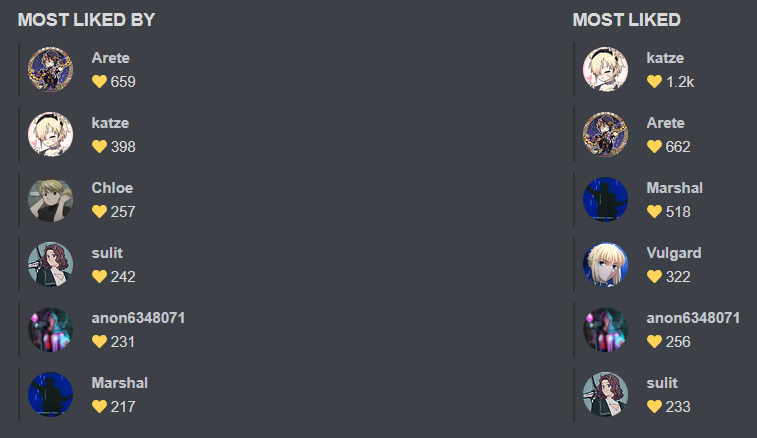 MOST LIKED BY
Arete
659
katze
398
Chloe
257
sulit
242
anon6348071
231
Marshal
217
MOST LIKED
katze
1.2k
Arete
662
Marshal
518
Vulgard
322
anon6348071
256
sulit
233